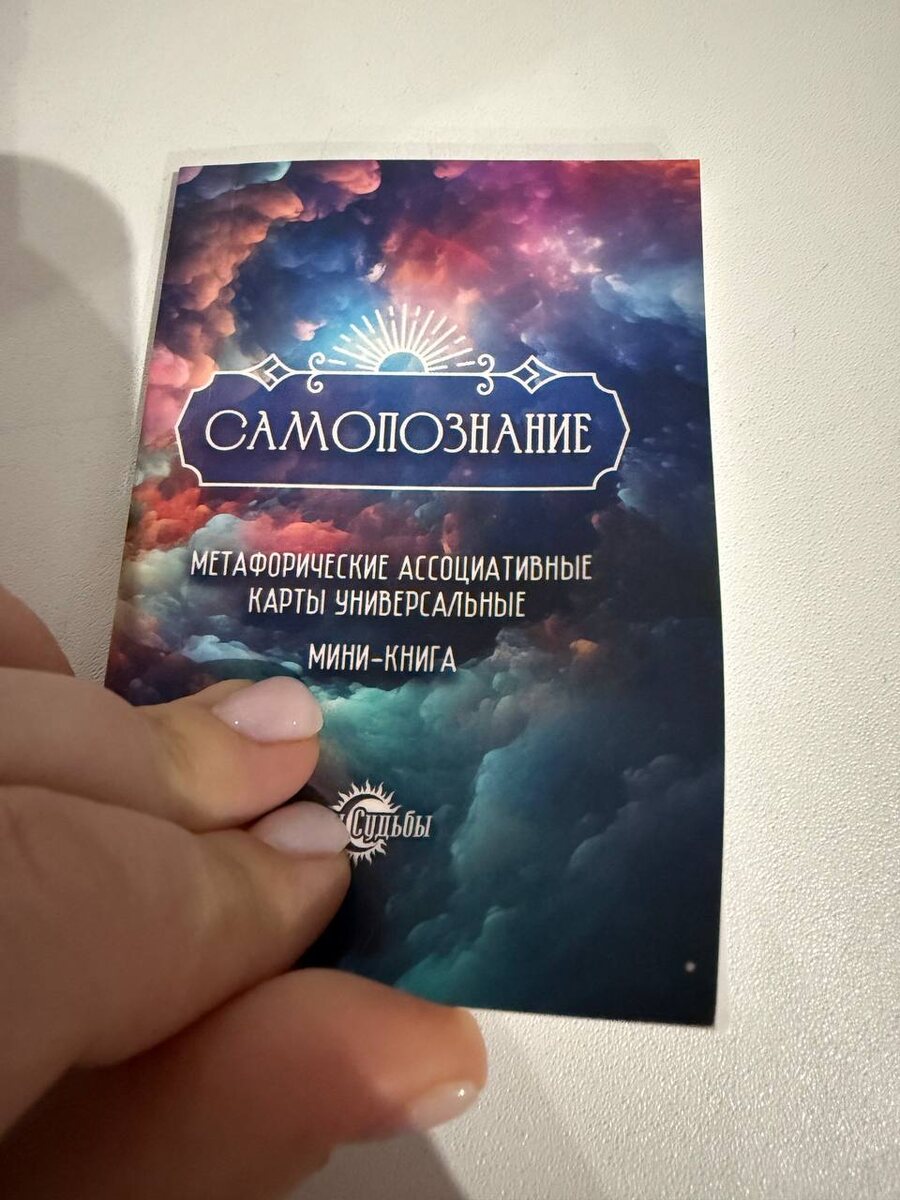 САМОПОЗНАНИЕ
МЕТАФОРИЧЕСКИЕ АССОЦИАТИВНЫЕ
КАРТЫ УНИВЕРСАЛЬНЫЕ
МИНИ-КНИГА
Судьбы